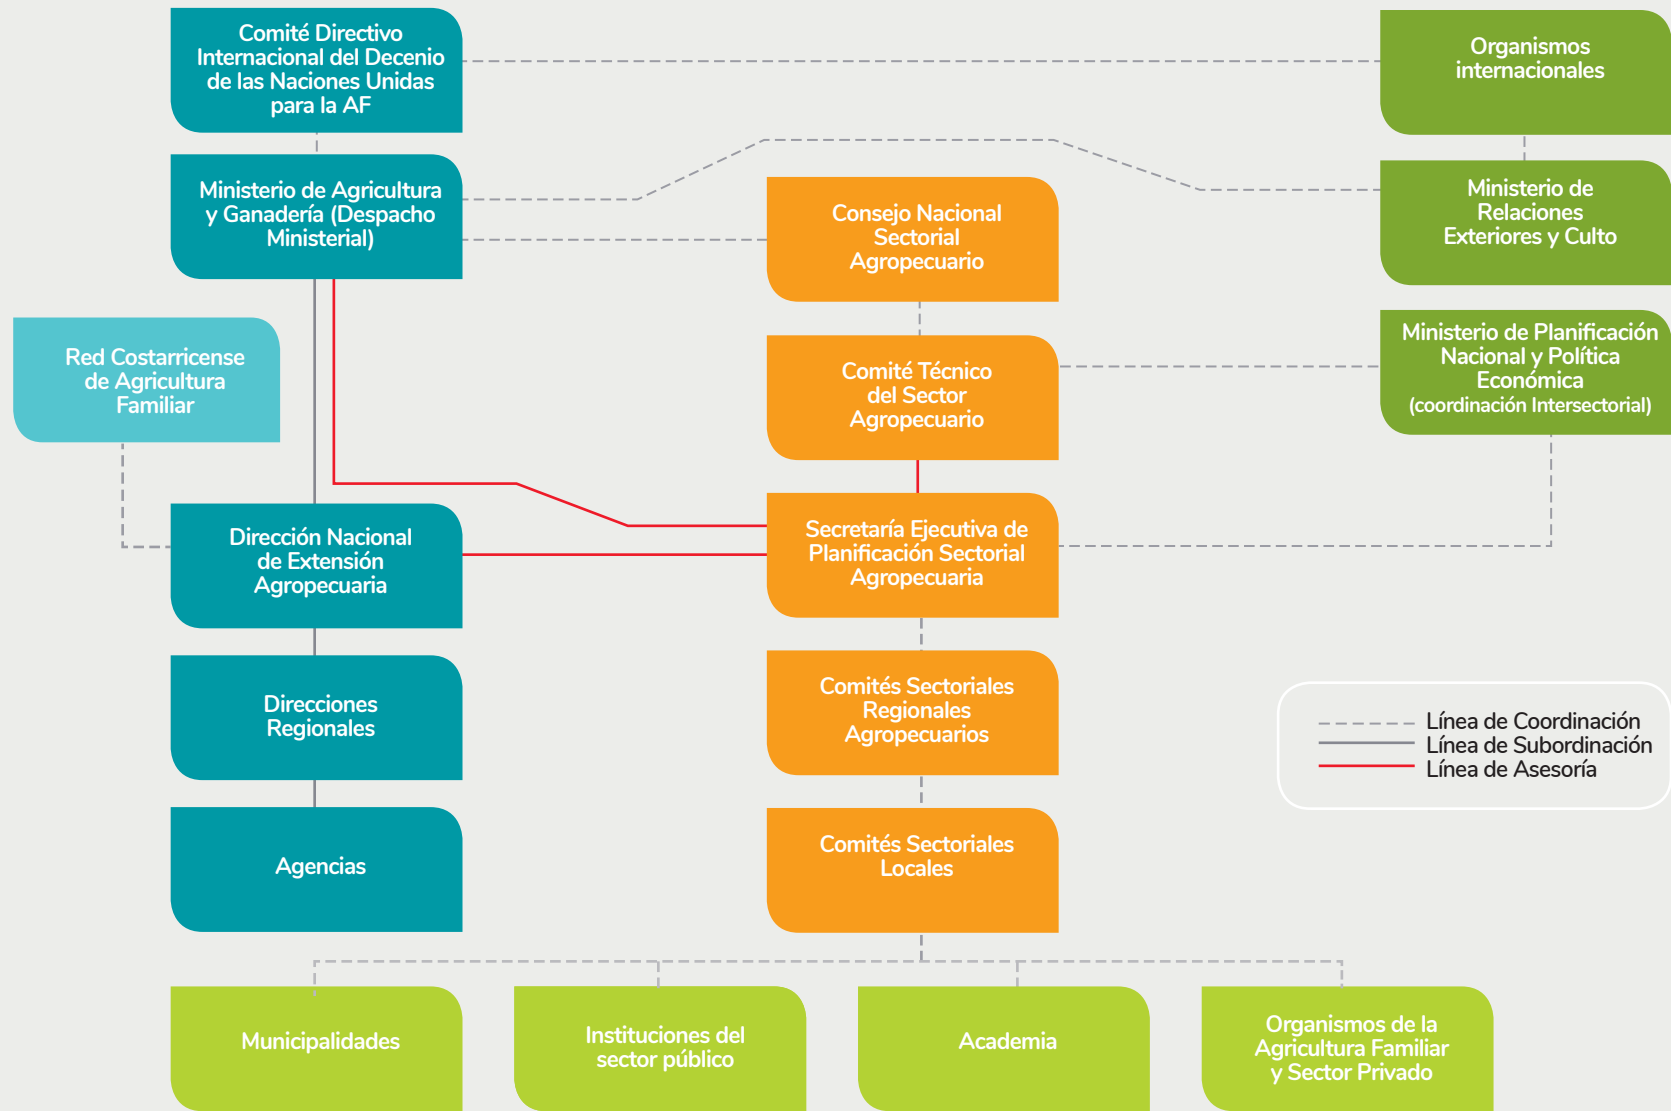 Comité Directivo
Internacional del Decenio
de las Naciones Unidas
para la AF
Organismos
internacionales
Ministerio de Agricultura
y Ganadería (Despacho
Ministerial)
Consejo Nacional
Sectorial
Agropecuario
Ministerio de
Relaciones
Exteriores y Culto
Red Costarricense
de Agricultura
Familiar
Comité Técnico
del Sector
Agropecuario
Ministerio de Planificación
Nacional y Política
Económica
(coordinación Intersectorial)
Dirección Nacional
de Extensión
Agropecuaria
Secretaría Ejecutiva de
Planificación Sectorial
Agropecuaria
Direcciones
Regionales
Comités Sectoriales
Regionales
Agropecuarios
Línea de Coordinación
Línea de Subordinación
Línea de Asesoría
Agencias
Comités Sectoriales
Locales
Municipalidades
Instituciones del
sector público
Academia
Organismos de la
Agricultura Familiar
y Sector Privado